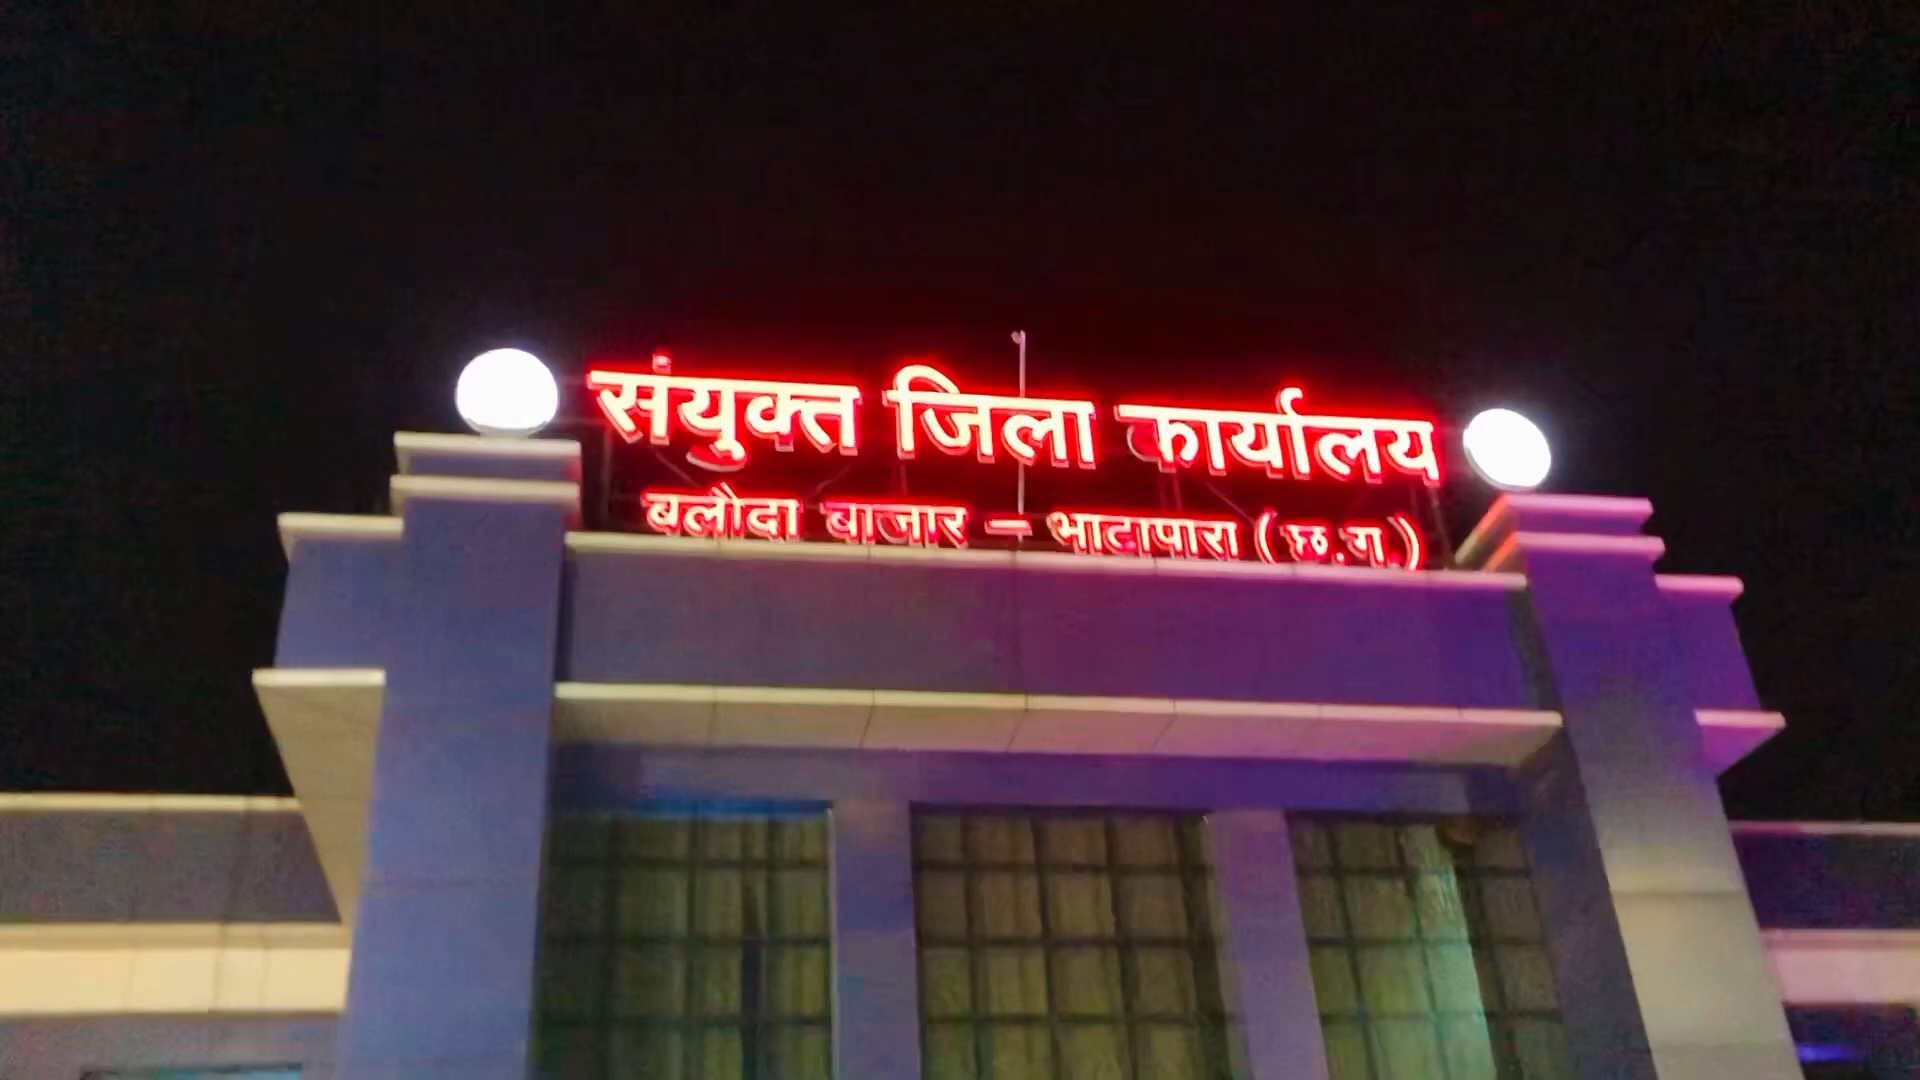 संयुक्त जिला कार्यालय
बलौदा बाजार – भाटापारा (छ.ग.)